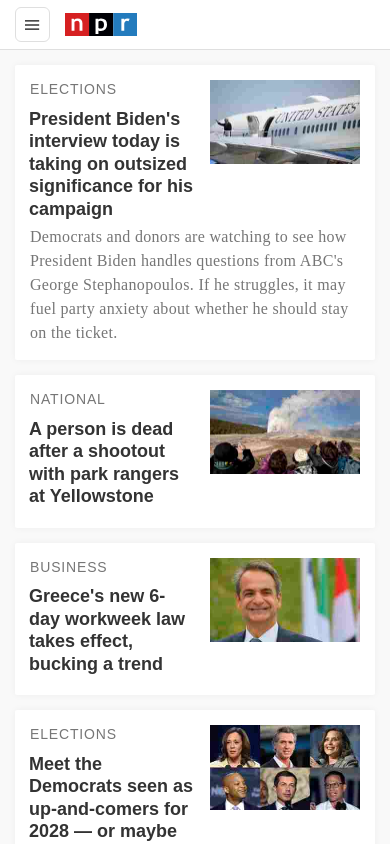 npr
ELECTIONS
President Biden's
interview today is
taking on outsized
significance for his
campaign
UNITED STATES
Democrats and donors are watching to see how
President Biden handles questions from ABC's
George Stephanopoulos. If he struggles, it may
fuel party anxiety about whether he should stay
on the ticket.
NATIONAL
A person is dead
after a shootout
with park rangers
at Yellowstone
BUSINESS
Greece's new 6-
day workweek law
takes effect,
bucking a trend
ELECTIONS
Meet the
Democrats seen as
up-and-comers for
2028 — or maybe